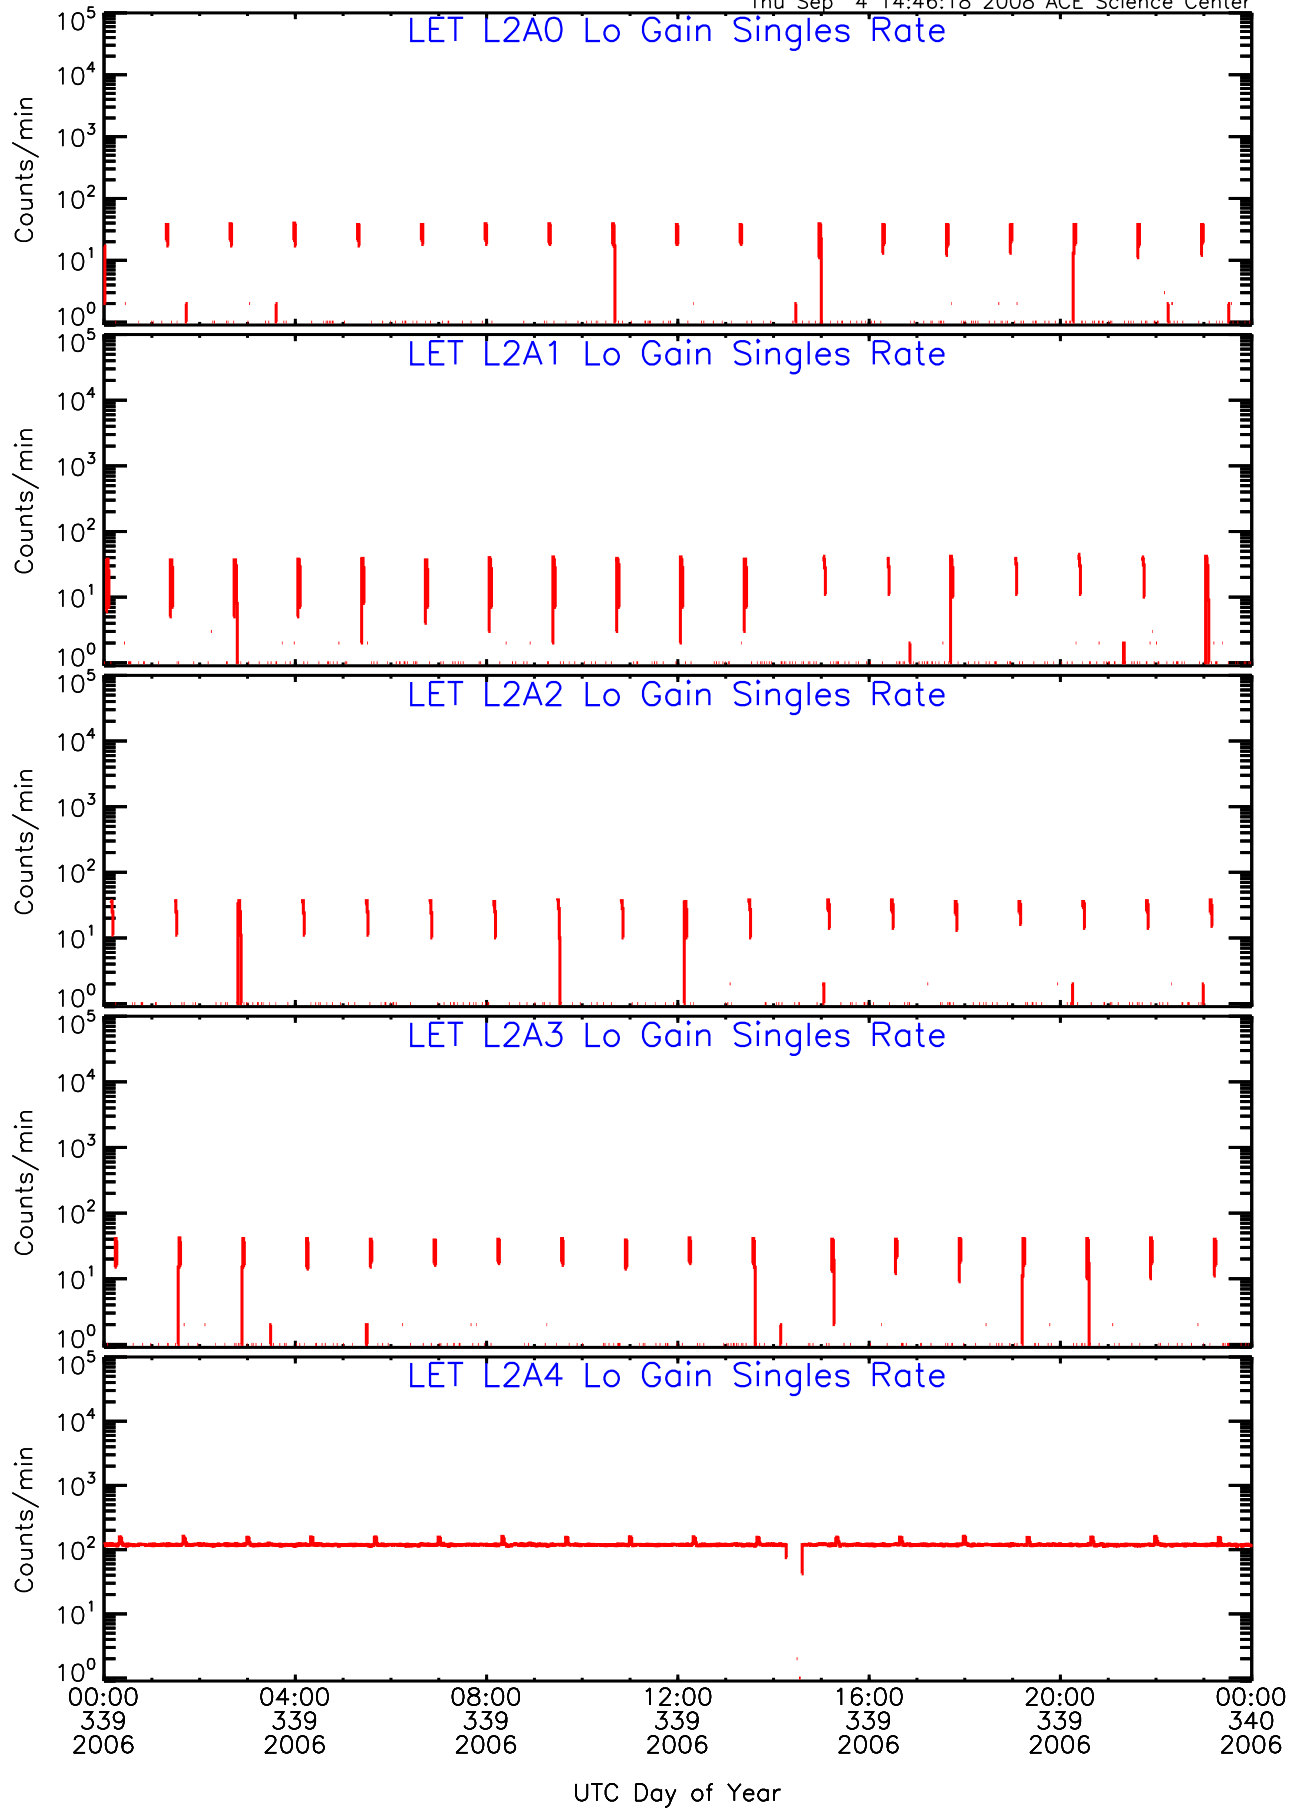 Thu Sep 4 14:46:18 2008 ACE Science Center
LET L2A0 Lo Gain Singles Rate
10^5
10^4
10^3
10^2
10^1
10^0
Counts/min
LET L2A1 Lo Gain Singles Rate
10^5
10^4
10^3
10^2
10^1
10^0
Counts/min
LET L2A2 Lo Gain Singles Rate
10^5
10^4
10^3
10^2
10^1
10^0
Counts/min
LET L2A3 Lo Gain Singles Rate
10^5
10^4
10^3
10^2
10^1
10^0
Counts/min
LET L2A4 Lo Gain Singles Rate
10^5
10^4
10^3
10^2
10^1
10^0
Counts/min
00:00 04:00 08:00 12:00 16:00 20:00 00:00
339 339 339 339 339 339 340
2006 2006 2006 2006 2006 2006 2006
UTC Day of Year